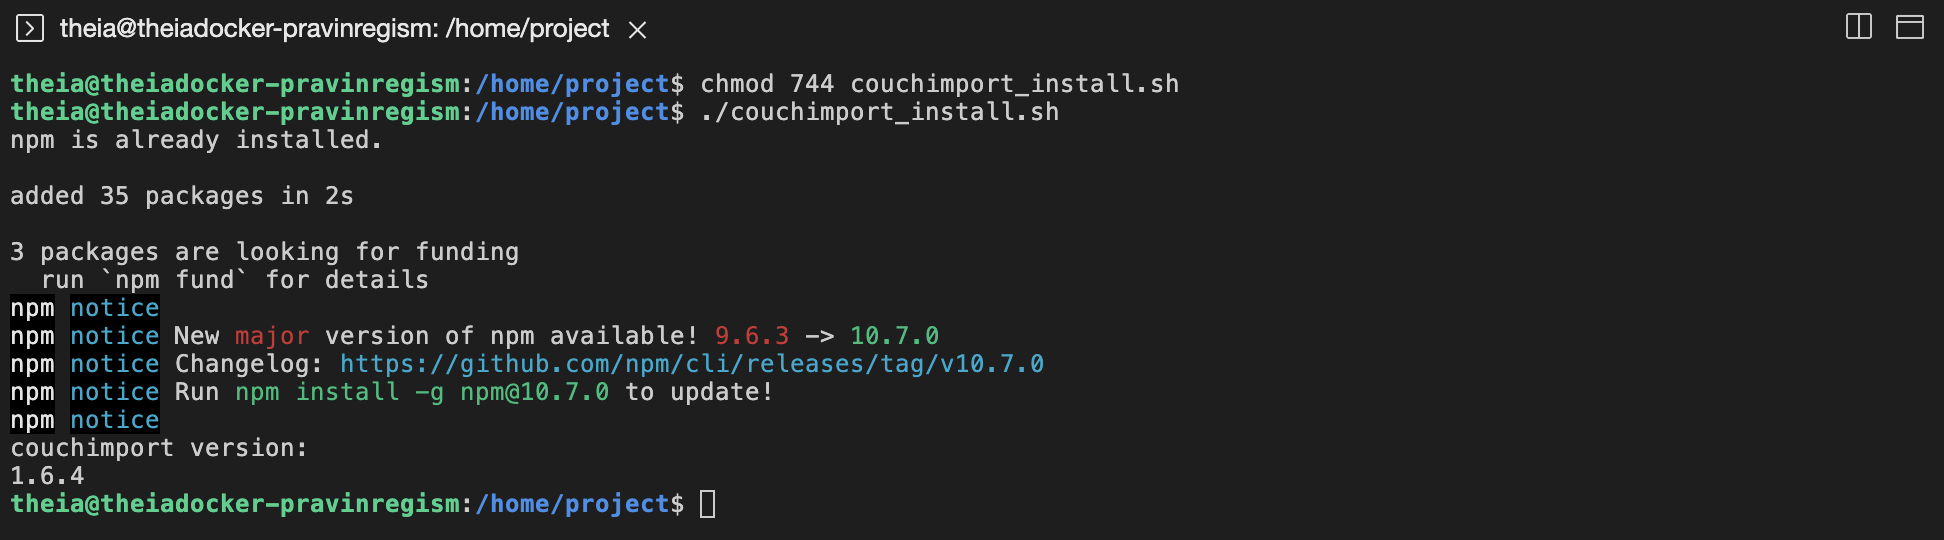 theia@theiadocker-pravinregism: /home/project
theia@theiadocker-pravinregism:/home/project$ chmod 744 couchimport_install.sh
theia@theiadocker-pravinregism:/home/project$ ./couchimport_install.sh
npm is already installed.
added 35 packages in 2s
3 packages are looking for funding
  run `npm fund` for details
npm notice
npm notice New major version of npm available! 9.6.3 -> 10.7.0
npm notice Changelog: https://github.com/npm/cli/releases/tag/v10.7.0
npm notice Run npm install -g npm@10.7.0 to update!
npm notice
couchimport version:
1.6.4
theia@theiadocker-pravinregism:/home/project$